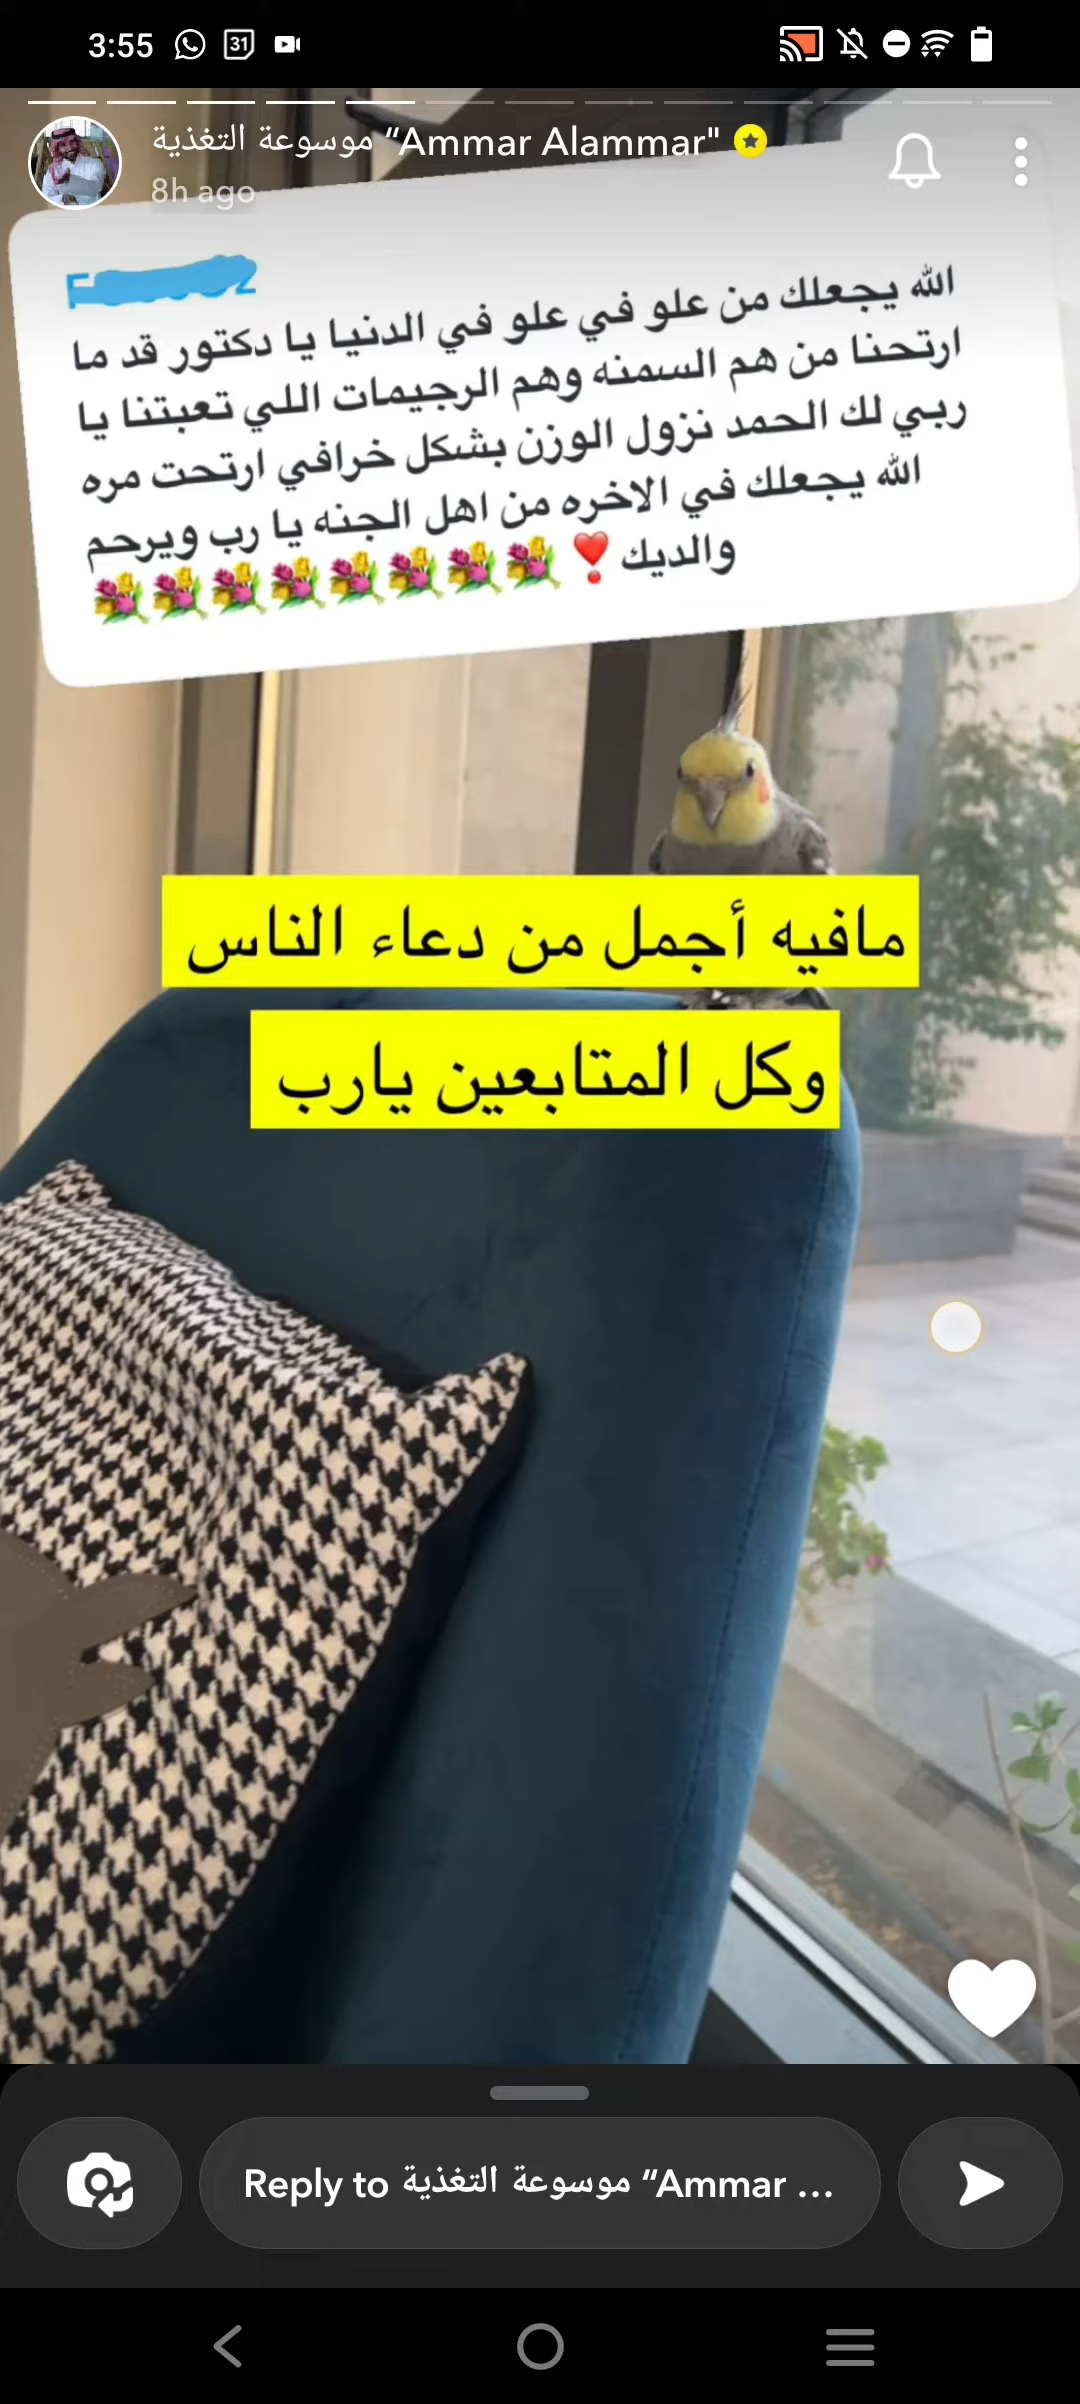 3:55
31
موسوعة التغذية “Ammar Alammar"
8h ago
الله يجعلك من علو في علو في الدنيا يا دكتور قد ما
ارتحنا من هم السمنه وهم الرجيمات اللي تعبتنا يا
ربي لك الحمد نزول الوزن بشكل خرافي ارتحت مره
الله يجعلك في الاخره من اهل الجنه يا رب ويرحم
والديك ❣️💐💐💐💐💐💐💐💐
مافيه أجمل من دعاء الناس
وكل المتابعين يارب
Reply to موسوعة التغذية “Ammar ...